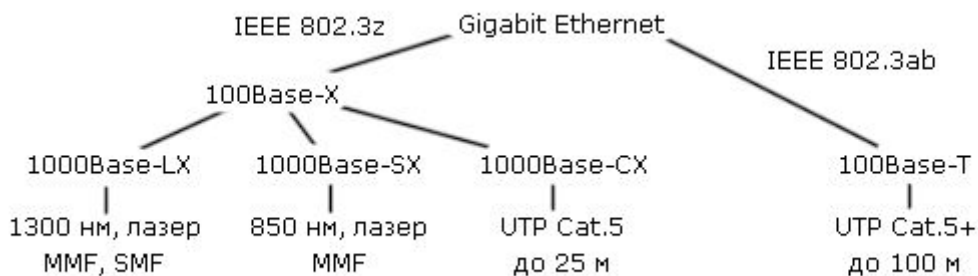 IEEE 802.3z
Gigabit Ethernet
IEEE 802.3ab
100Base-X
1000Base-LX
1000Base-SX
1000Base-CX
100Base-T
1300 нм, лазер
MMF, SMF
850 нм, лазер
MMF
UTP Cat.5
до 25 м
UTP Cat.5+
до 100 м